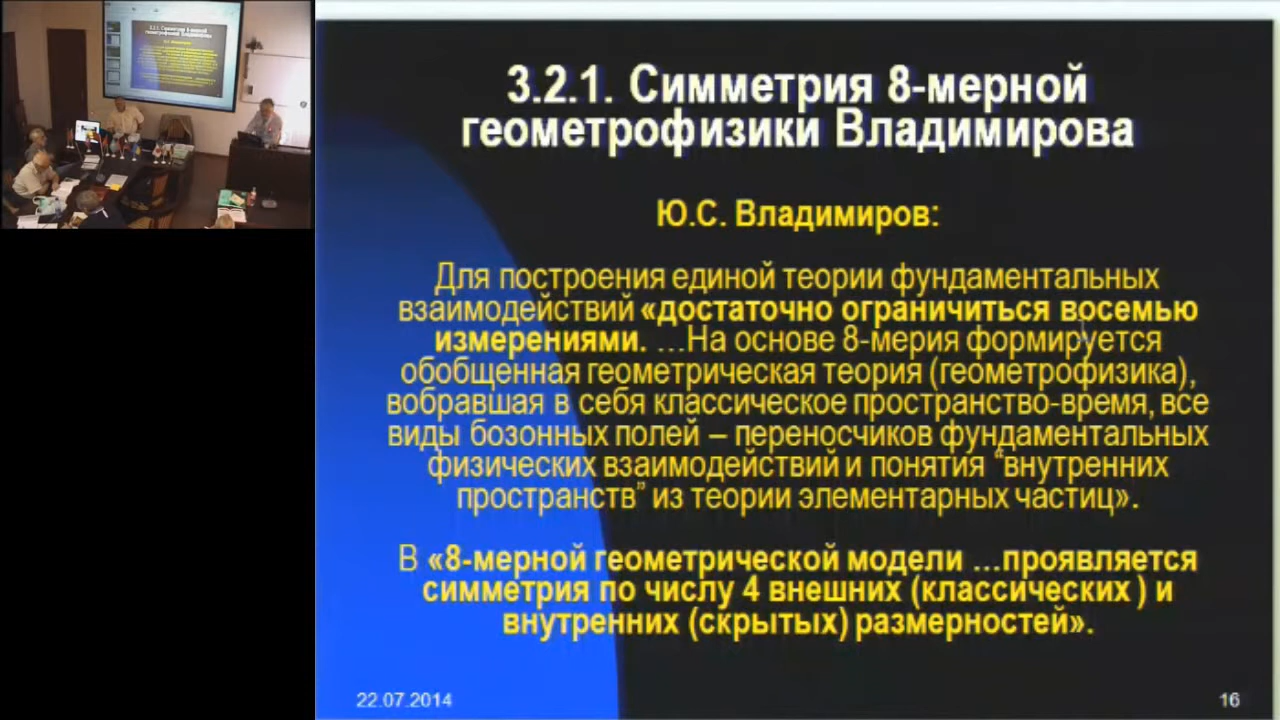 3.2.1. Симметрия 8-мерной
геометрофизики Владимирова
Ю.С. Владимиров:
Для построения единой теории фундаментальных
взаимодействий «достаточно ограничиться восемью
измерениями. …На основе 8-мерия формируется
обобщенная геометрическая теория (геометрофизика),
вобравшая в себя классическое пространство-время, все
виды бозонных полей – переносчиков фундаментальных
физических взаимодействий и понятия “внутренних
пространств” из теории элементарных частиц».
В «8-мерной геометрической модели …проявляется
симметрия по числу 4 внешних (классических ) и
внутренних (скрытых) размерностей».
22.07.2014
16